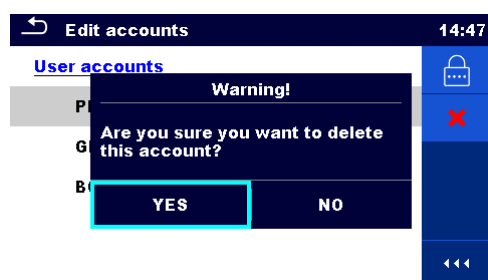 Edit accounts 14:47
User accounts
Warning!
Are you sure you want to delete
this account?
YES NO